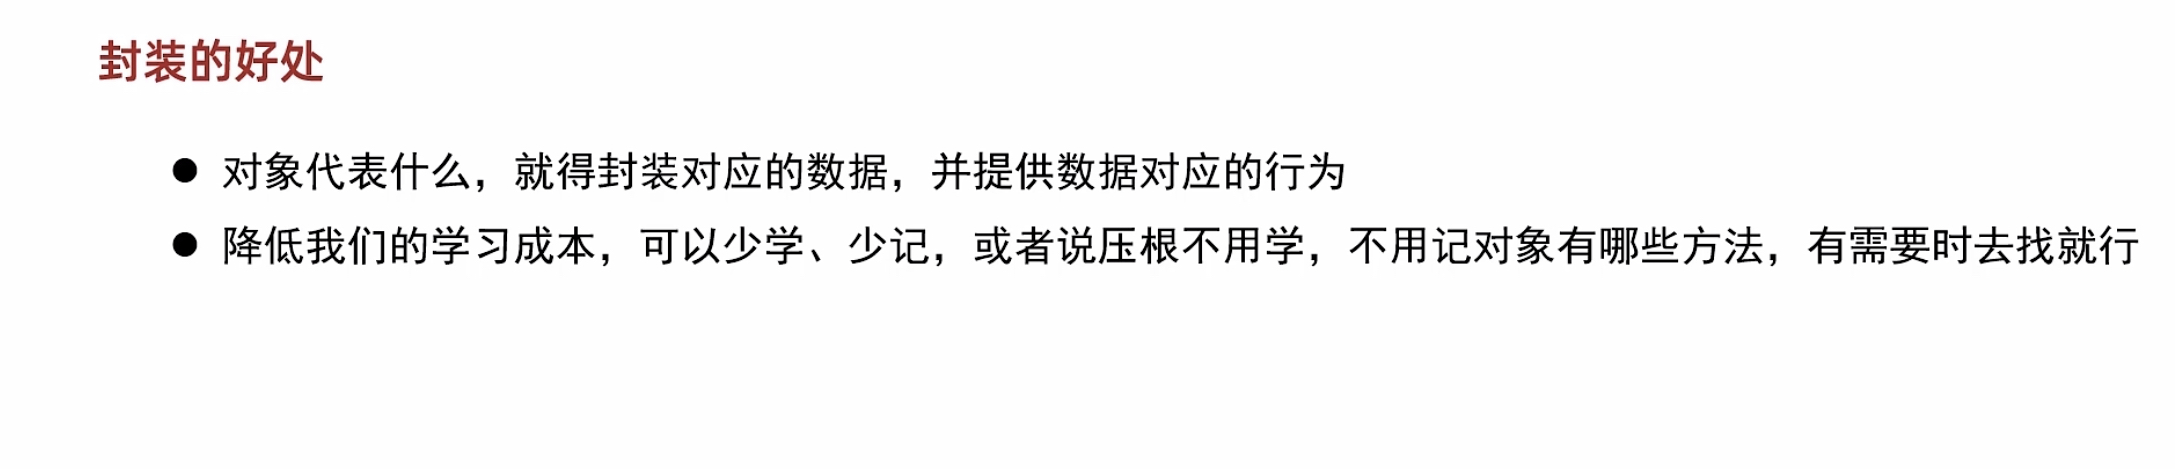 封装的好处
● 对象代表什么，就得封装对应的数据，并提供数据对应的行为
● 降低我们的学习成本，可以少学、少记，或者说压根不用学，不用记对象有哪些方法，有需要时去找就行